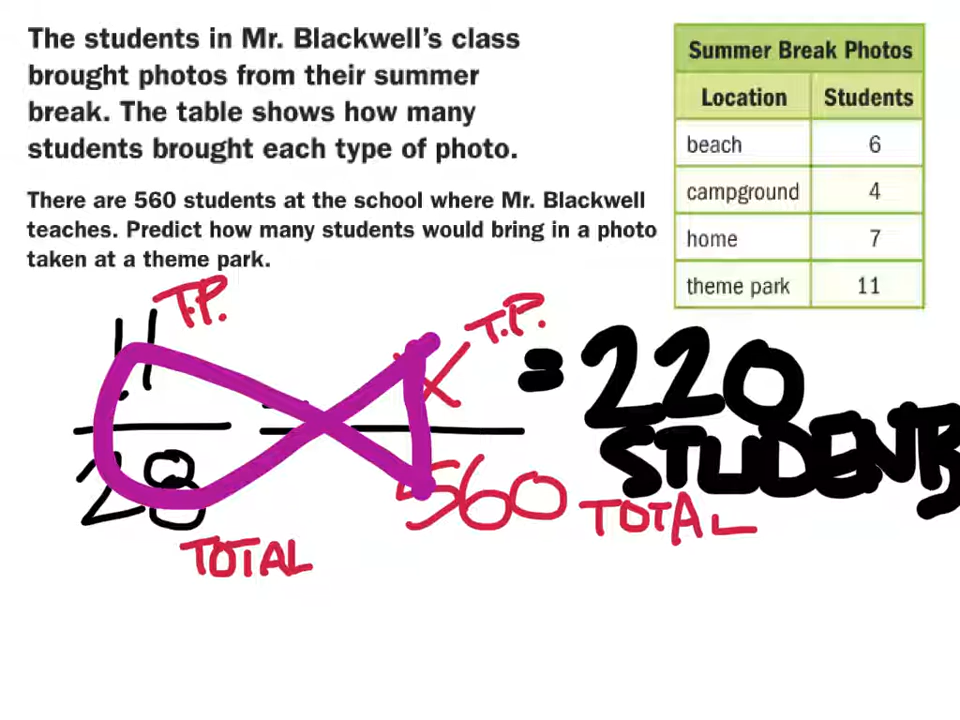 The students in Mr. Blackwell's class
brought photos from their summer
break. The table shows how many
students brought each type of photo.
There are 560 students at the school where Mr. Blackwell
teaches. Predict how many students would bring in a photo
taken at a theme park.
Summer Break Photos
Location Students
beach 6
campground 4
home 7
theme park 11
11 T.P.
X T.P.
= 220
STUDENTS
28
560
TOTAL
TOTAL